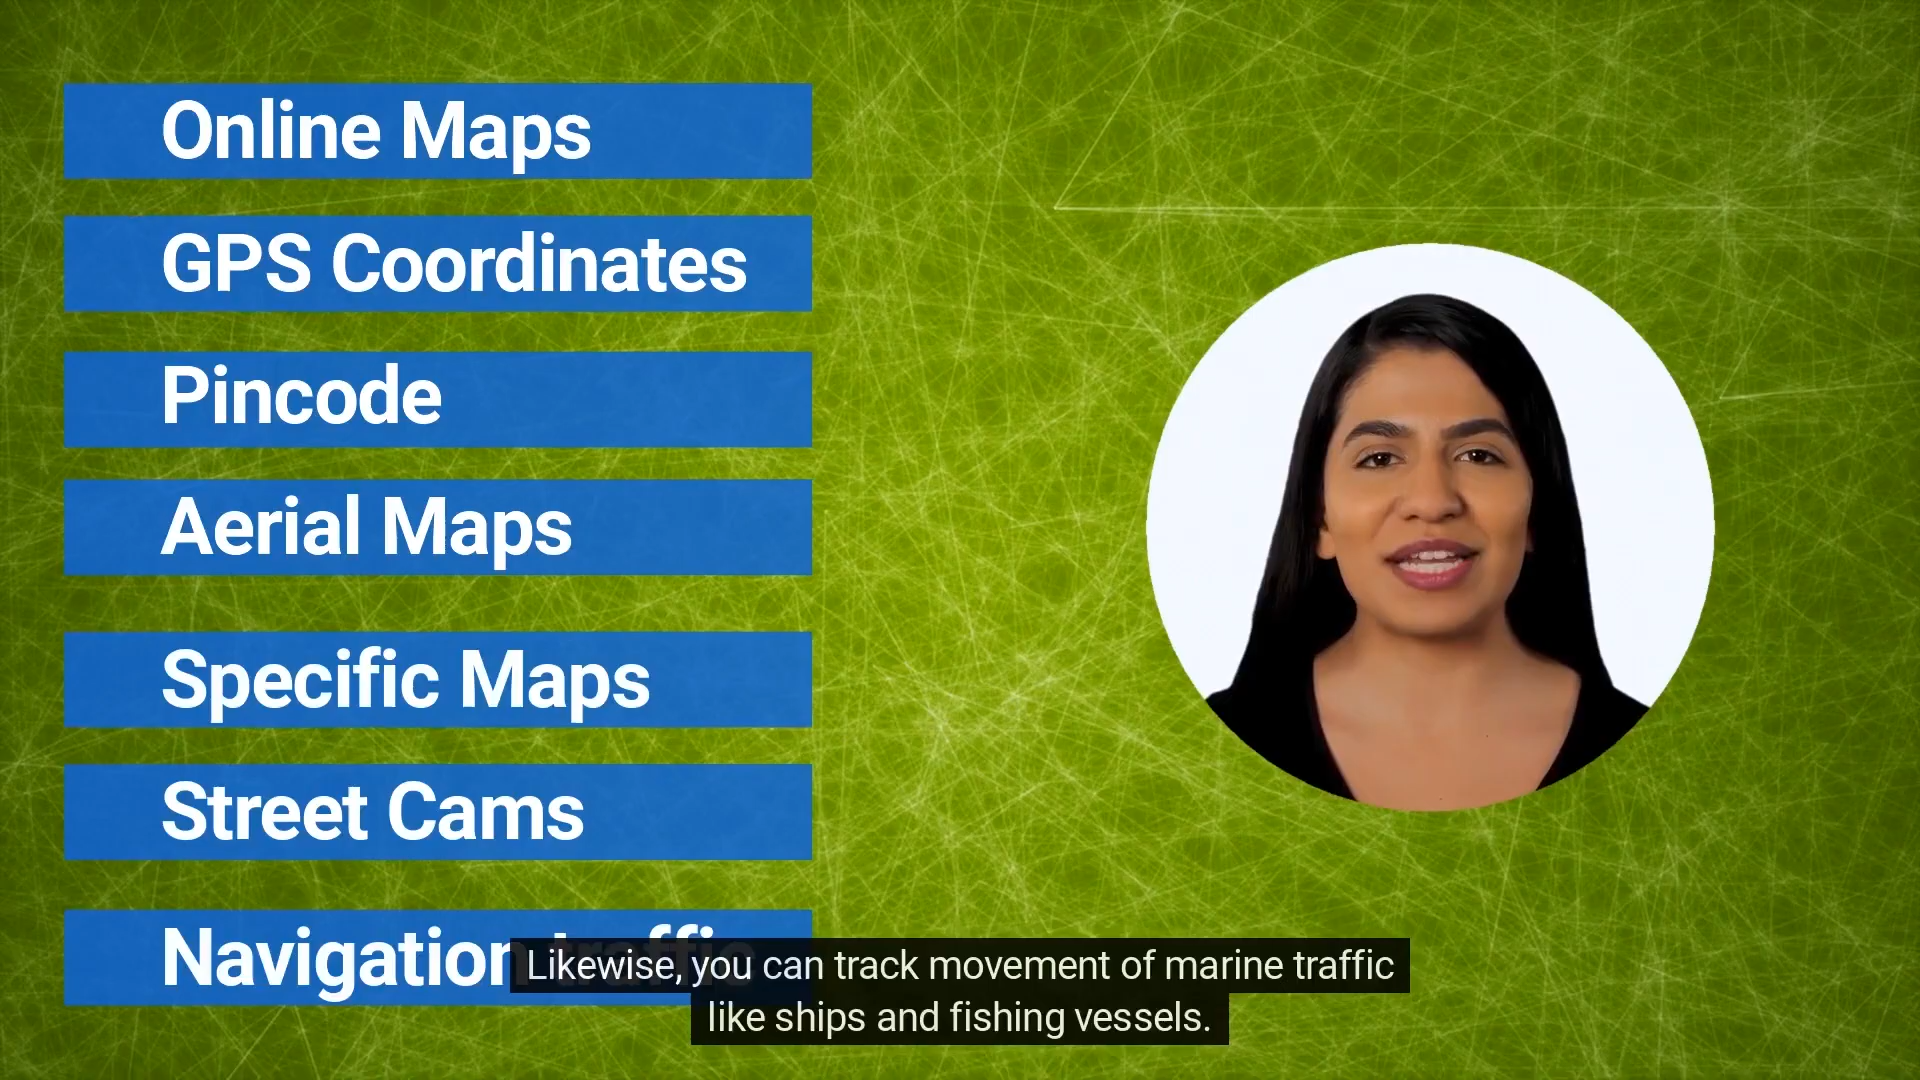 Online Maps
GPS Coordinates
Pincode
Aerial Maps
Specific Maps
Street Cams
Navigation traffic
Likewise, you can track movement of marine traffic
like ships and fishing vessels.